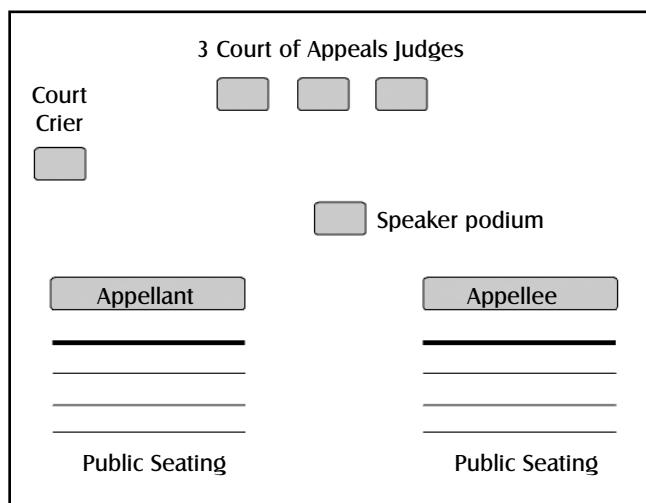 3 Court of Appeals Judges
Court
Crier
Speaker podium
Appellant
Appellee
Public Seating
Public Seating